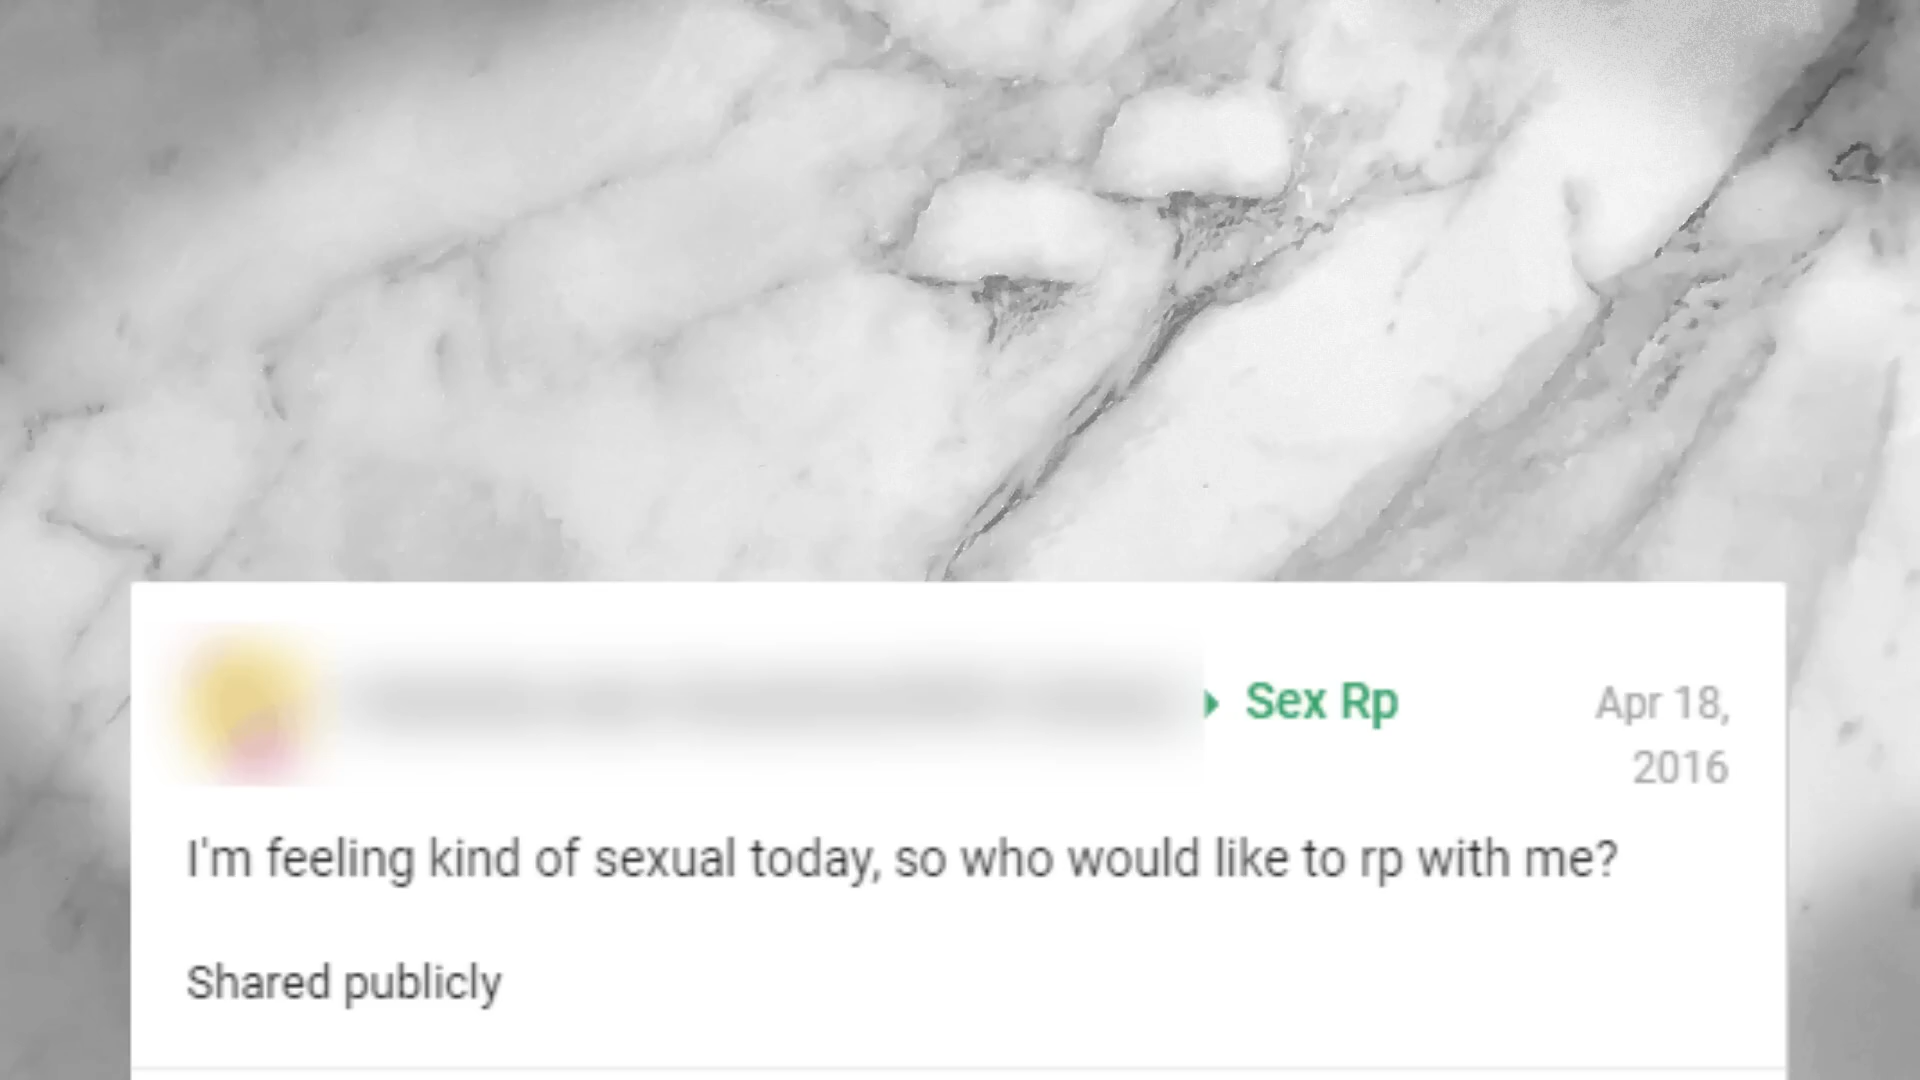 Sex Rp
Apr 18,
2016
I'm feeling kind of sexual today, so who would like to rp with me?
Shared publicly